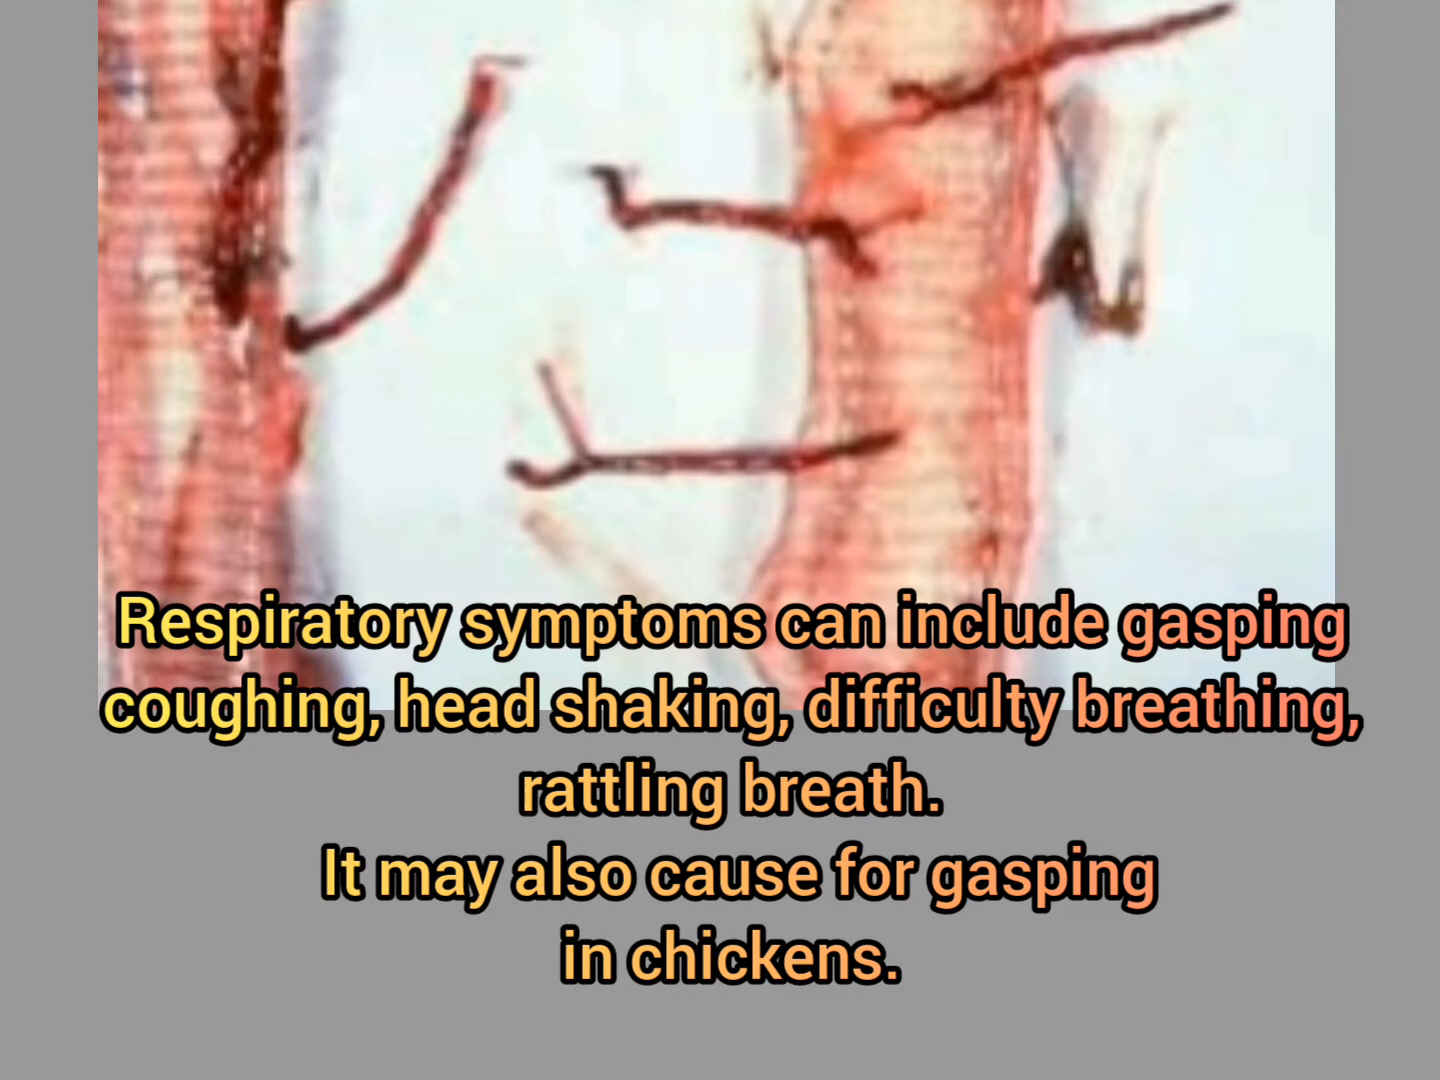 Respiratory symptoms can include gasping
coughing, head shaking, difficulty breathing,
rattling breath.
It may also cause for gasping
in chickens.